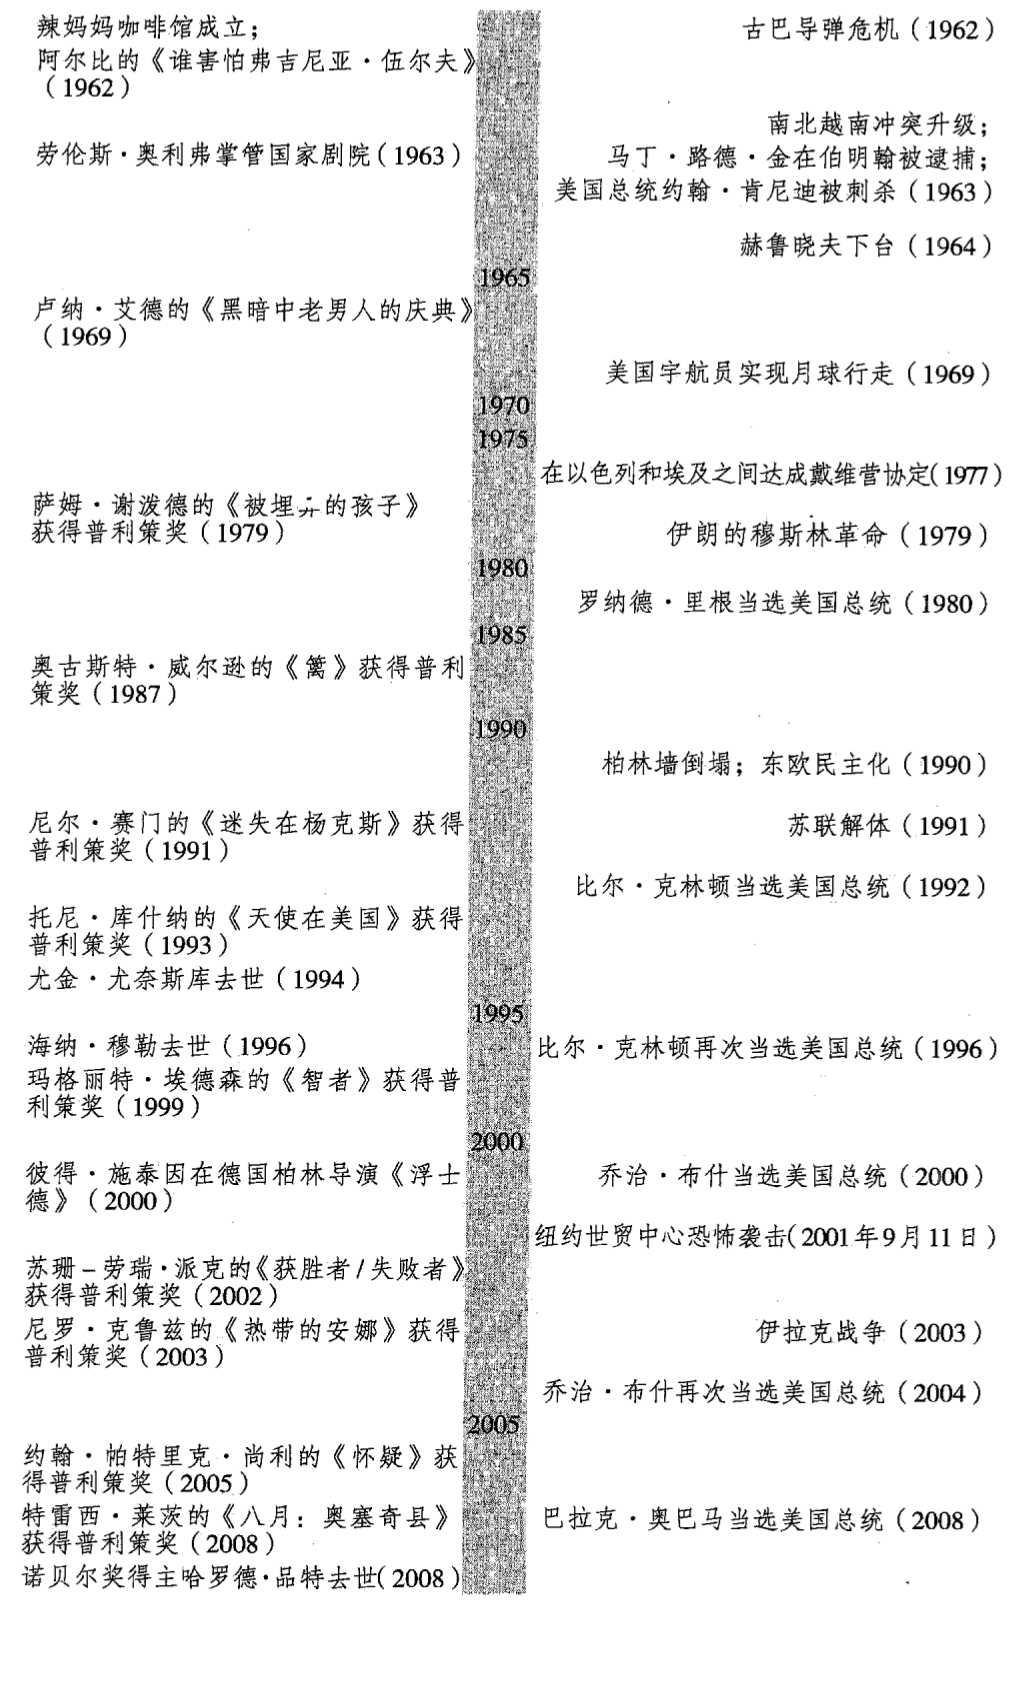 辣妈妈咖啡馆成立；
阿尔比的《谁害怕弗吉尼亚·伍尔夫》
（1962）
古巴导弹危机（1962）
劳伦斯·奥利弗掌管国家剧院（1963）
南北越南冲突升级；
马丁·路德·金在伯明翰被逮捕；
美国总统约翰·肯尼迪被刺杀（1963）
赫鲁晓夫下台（1964）
1965
卢纳·艾德的《黑暗中老男人的庆典》
（1969）
美国宇航员实现月球行走（1969）
1970
1975
在以色列和埃及之间达成戴维营协定（1977）
萨姆·谢泼德的《被埋 的孩子》
获得普利策奖（1979）
伊朗的穆斯林革命（1979）
1980
罗纳德·里根当选美国总统（1980）
1985
奥古斯特·威尔逊的《篱》获得普利
策奖（1987）
1990
柏林墙倒塌；东欧民主化（1990）
尼尔·赛门的《迷失在杨克斯》获得
普利策奖（1991）
苏联解体（1991）
比尔·克林顿当选美国总统（1992）
托尼·库什纳的《天使在美国》获得
普利策奖（1993）
尤金·尤奈斯库去世（1994）
1995
海纳·穆勒去世（1996）
比尔·克林顿再次当选美国总统（1996）
玛格丽特·埃德森的《智者》获得普
利策奖（1999）
2000
彼得·施泰因在德国柏林导演《浮士
德》（2000）
乔治·布什当选美国总统（2000）
纽约世贸中心恐怖袭击（2001年9月11日）
苏珊–劳瑞·派克的《获胜者/失败者》
获得普利策奖（2002）
尼罗·克鲁兹的《热带的安娜》获得
普利策奖（2003）
伊拉克战争（2003）
乔治·布什再次当选美国总统（2004）
2005
约翰·帕特里克·尚利的《怀疑》获
得普利策奖（2005）
特雷西·莱茨的《八月：奥塞奇县》
获得普利策奖（2008）
巴拉克·奥巴马当选美国总统（2008）
诺贝尔奖得主哈罗德·品特去世（2008）